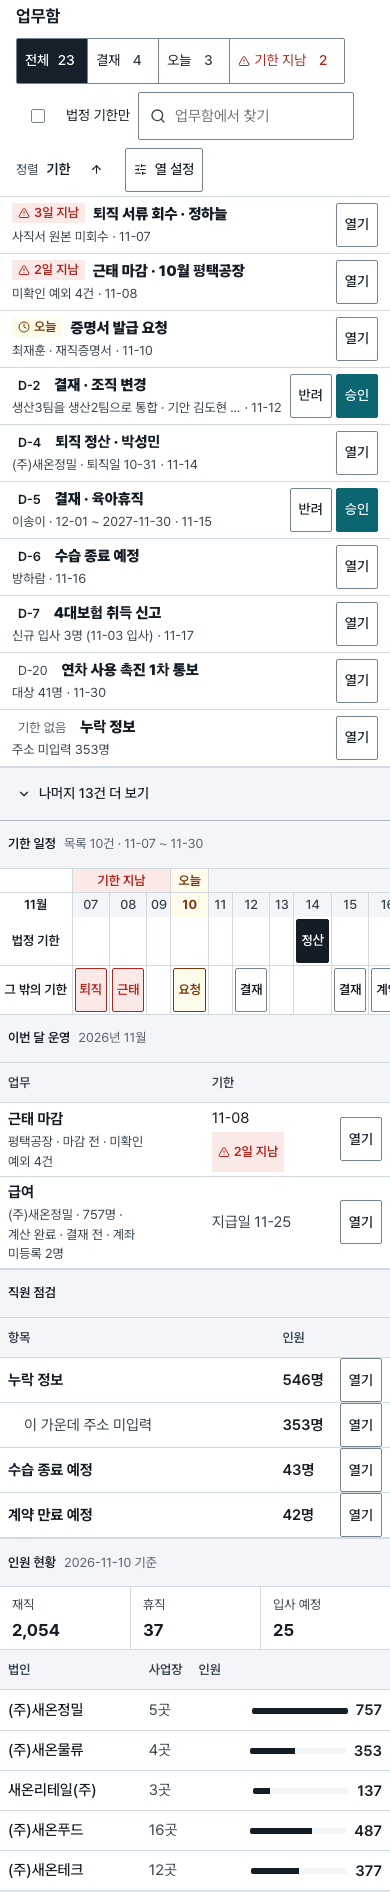 업무함
전체 23 결재 4 오늘 3 기한 지남 2
법정 기한만 업무함에서 찾기
정렬 기한 열 설정
3일 지남 퇴직 서류 회수 · 정하늘
사직서 원본 미회수 · 11-07
열기
2일 지남 근태 마감 · 10월 평택공장
미확인 예외 4건 · 11-08
열기
오늘 증명서 발급 요청
최재훈 · 재직증명서 · 11-10
열기
D-2 결재 · 조직 변경
생산3팀을 생산2팀으로 통합 · 기안 김도현 ... · 11-12
반려 승인
D-4 퇴직 정산 · 박성민
(주)새온정밀 · 퇴직일 10-31 · 11-14
열기
D-5 결재 · 육아휴직
이송이 · 12-01 ~ 2027-11-30 · 11-15
반려 승인
D-6 수습 종료 예정
방하람 · 11-16
열기
D-7 4대보험 취득 신고
신규 입사 3명 (11-03 입사) · 11-17
열기
D-20 연차 사용 촉진 1차 통보
대상 41명 · 11-30
열기
기한 없음 누락 정보
주소 미입력 353명
열기
나머지 13건 더 보기
기한 일정 목록 10건 · 11-07 ~ 11-30
기한 지남 오늘
11월 07 08 09 10 11 12 13 14 15
법정 기한 정산
그 밖의 기한 퇴직 근태 요청 결재 결재
이번 달 운영 2026년 11월
업무 기한
근태 마감
평택공장 · 마감 전 · 미확인
예외 4건
11-08
2일 지남
열기
급여
(주)새온정밀 · 757명 ·
계산 완료 · 결재 전 · 계좌
미등록 2명
지급일 11-25
열기
직원 점검
항목 인원
누락 정보 546명 열기
이 가운데 주소 미입력 353명 열기
수습 종료 예정 43명 열기
계약 만료 예정 42명 열기
인원 현황 2026-11-10 기준
재직 휴직 입사 예정
2,054 37 25
법인 사업장 인원
(주)새온정밀 5곳 757
(주)새온물류 4곳 353
새온리테일(주) 3곳 137
(주)새온푸드 16곳 487
(주)새온테크 12곳 377